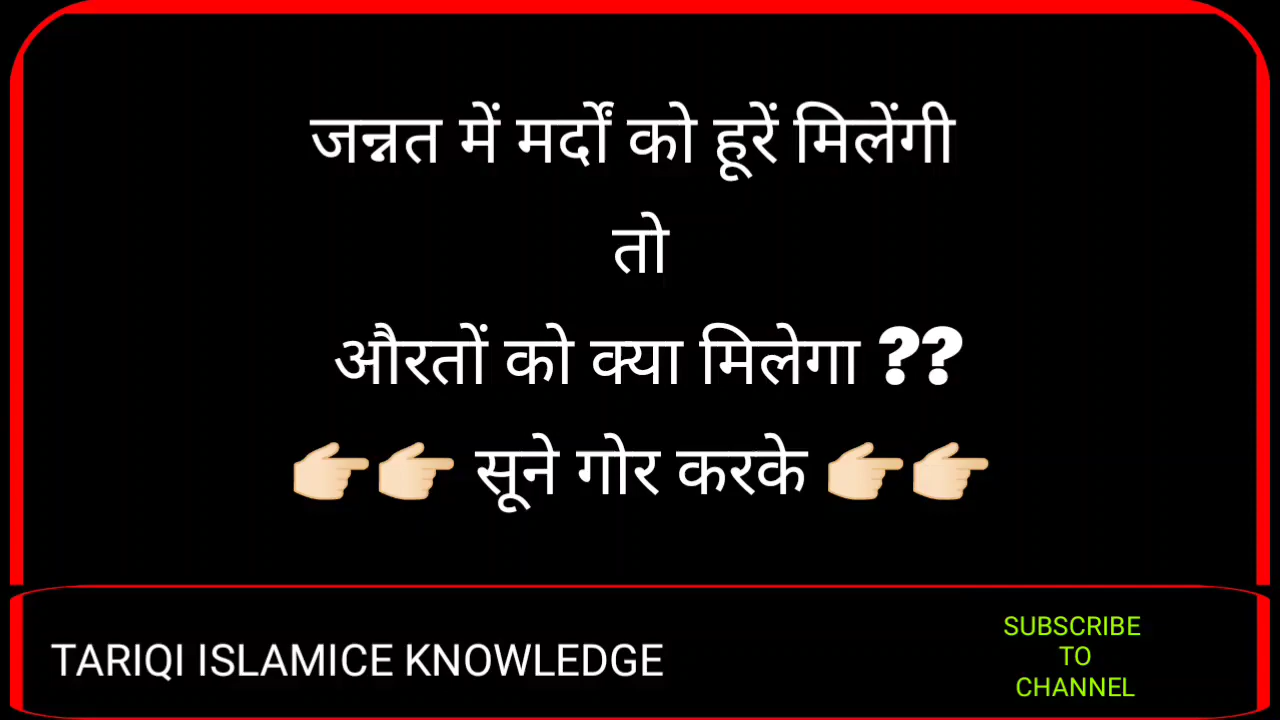 जन्नत में मर्दों को हूरें मिलेंगी
तो
औरतों को क्या मिलेगा ??
👉🏻👉🏻 सूने गोर करके 👉🏻👉🏻
TARIQI ISLAMICE KNOWLEDGE
SUBSCRIBE
TO
CHANNEL